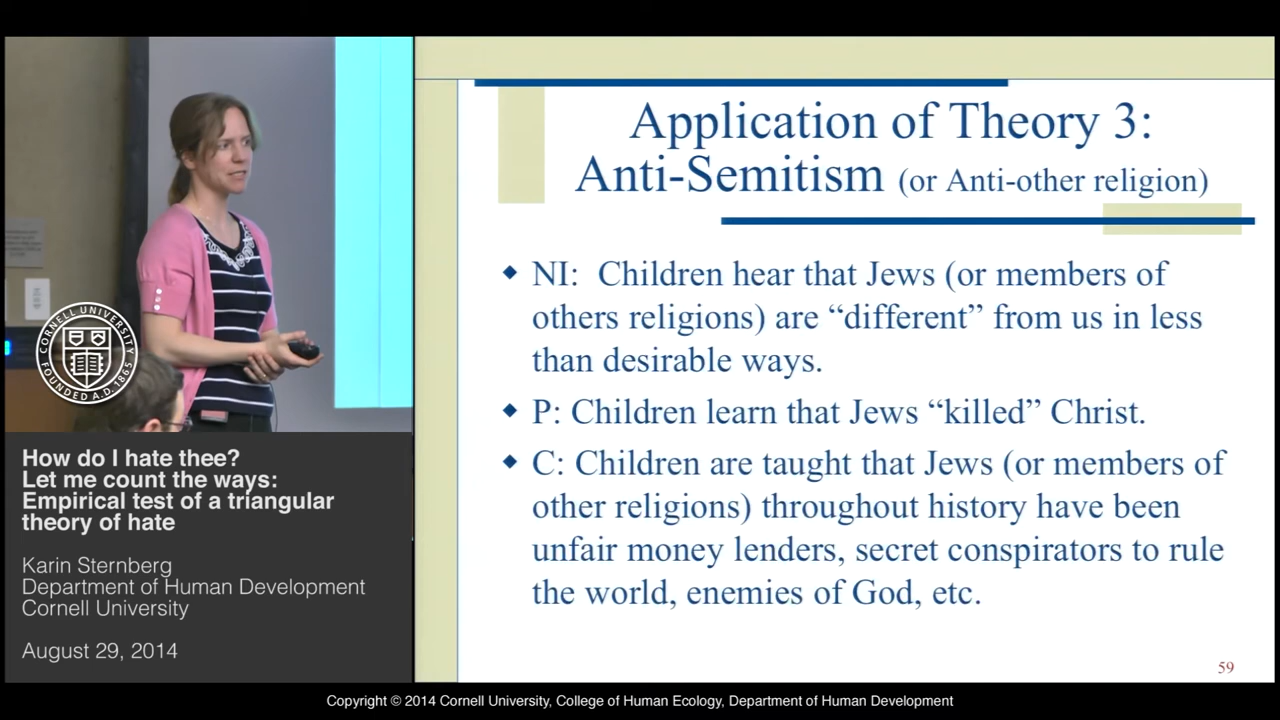 Application of Theory 3:
Anti-Semitism (or Anti-other religion)
◆ NI: Children hear that Jews (or members of
others religions) are “different” from us in less
than desirable ways.
◆ P: Children learn that Jews “killed” Christ.
◆ C: Children are taught that Jews (or members of
other religions) throughout history have been
unfair money lenders, secret conspirators to rule
the world, enemies of God, etc.
59
CORNELL UNIVERSITY
FOUNDED A.D. 1865
How do I hate thee?
Let me count the ways:
Empirical test of a triangular
theory of hate
Karin Sternberg
Department of Human Development
Cornell University
August 29, 2014
Copyright © 2014 Cornell University, College of Human Ecology, Department of Human Development